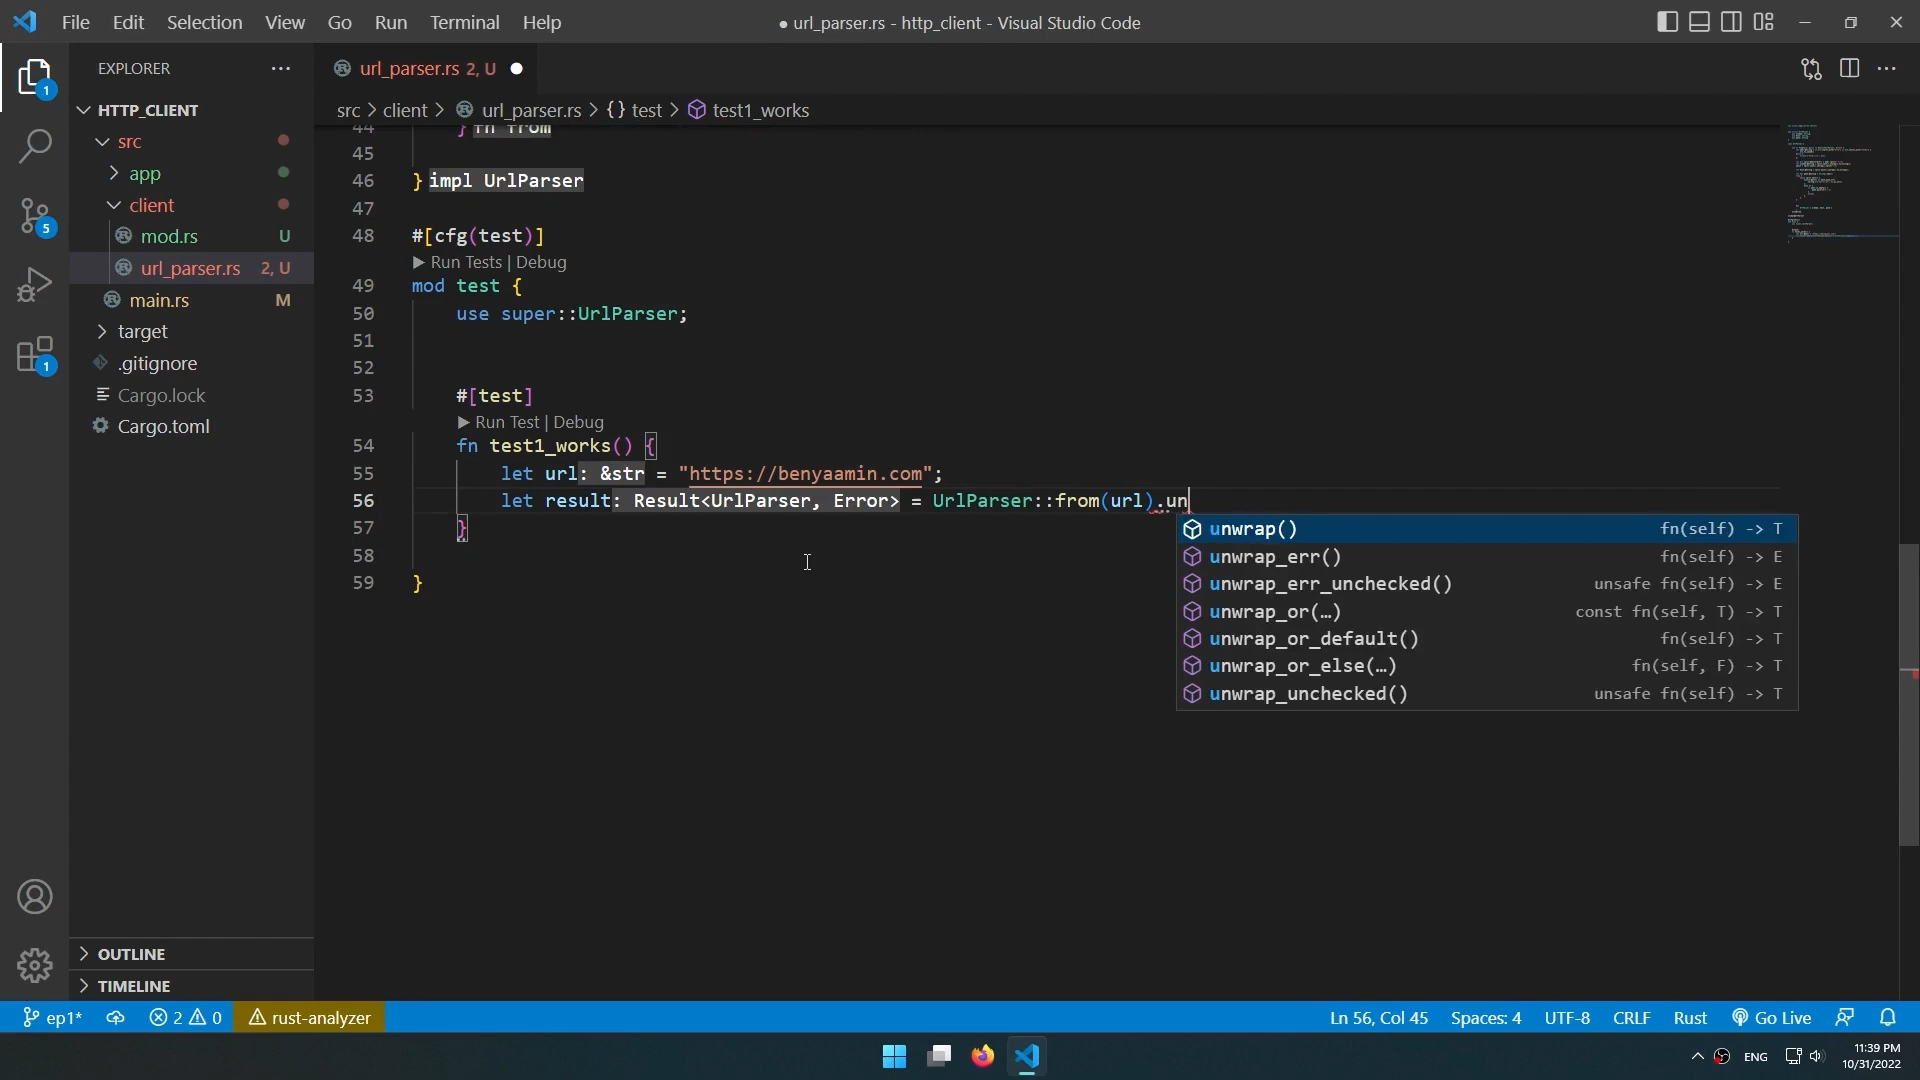 File Edit Selection View Go Run Terminal Help
● url_parser.rs - http_client - Visual Studio Code
EXPLORER
url_parser.rs 2, U
HTTP_CLIENT
src
app
client
mod.rs U
url_parser.rs 2, U
main.rs M
target
.gitignore
Cargo.lock
Cargo.toml
OUTLINE
TIMELINE
1
5
1
src > client > url_parser.rs > {} test > test1_works
44 } fn from
45
46 } impl UrlParser
47
48 #[cfg(test)]
Run Tests | Debug
49 mod test {
50 use super::UrlParser;
51
52
53 #[test]
Run Test | Debug
54 fn test1_works() {
55 let url: &str = "https://benyaamin.com";
56 let result: Result<UrlParser, Error> = UrlParser::from(url).un
57 }
58
59 }
unwrap() fn(self) -> T
unwrap_err() fn(self) -> E
unwrap_err_unchecked() unsafe fn(self) -> E
unwrap_or(…) const fn(self, T) -> T
unwrap_or_default() fn(self) -> T
unwrap_or_else(…) fn(self, F) -> T
unwrap_unchecked() unsafe fn(self) -> T
ep1* 2 0 rust-analyzer Ln 56, Col 45 Spaces: 4 UTF-8 CRLF Rust Go Live
ENG 11:39 PM
10/31/2022